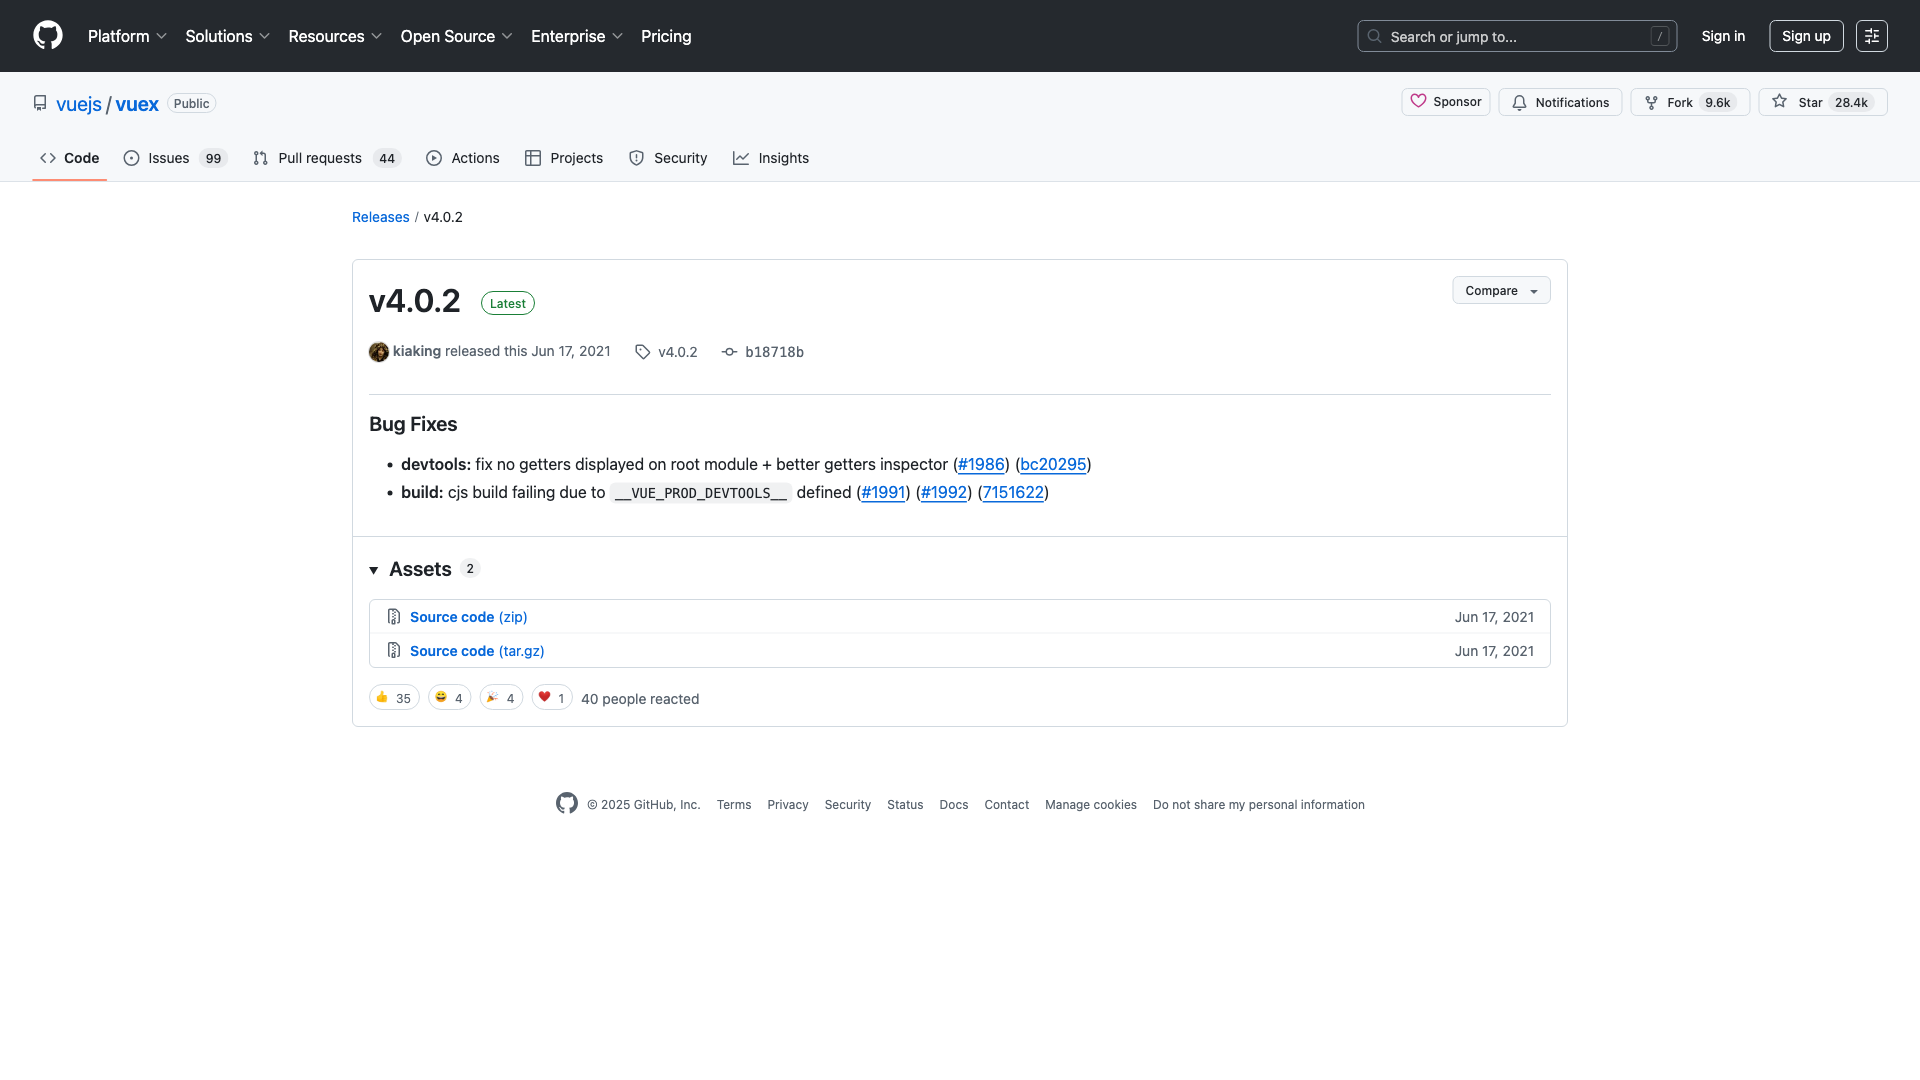 Platform Solutions Resources Open Source Enterprise Pricing Search or jump to... / Sign in Sign up
vuejs / vuex Public Sponsor Notifications Fork 9.6k Star 28.4k
Code Issues 99 Pull requests 44 Actions Projects Security Insights
Releases / v4.0.2
v4.0.2 Latest Compare
kiaking released this Jun 17, 2021 v4.0.2 b18718b
Bug Fixes
• devtools: fix no getters displayed on root module + better getters inspector (#1986) (bc20295)
• build: cjs build failing due to __VUE_PROD_DEVTOOLS__ defined (#1991) (#1992) (7151622)
Assets 2
Source code (zip) Jun 17, 2021
Source code (tar.gz) Jun 17, 2021
👍 35 😄 4 🎉 4 ❤️ 1 40 people reacted
© 2025 GitHub, Inc. Terms Privacy Security Status Docs Contact Manage cookies Do not share my personal information